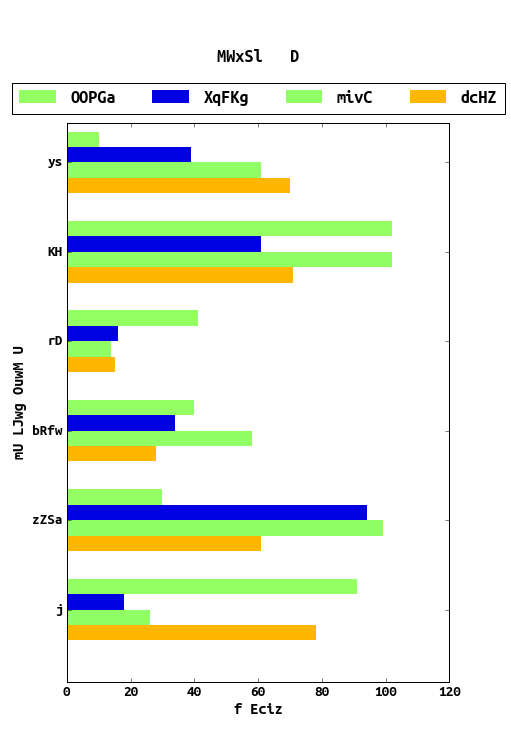 MWxSl   D
OOPGa XqFKg mivC dcHZ
ys
KH
rD
bRfw
zZSa
j
mU LJwg OuwM U
0 20 40 60 80 100 120
f Eciz